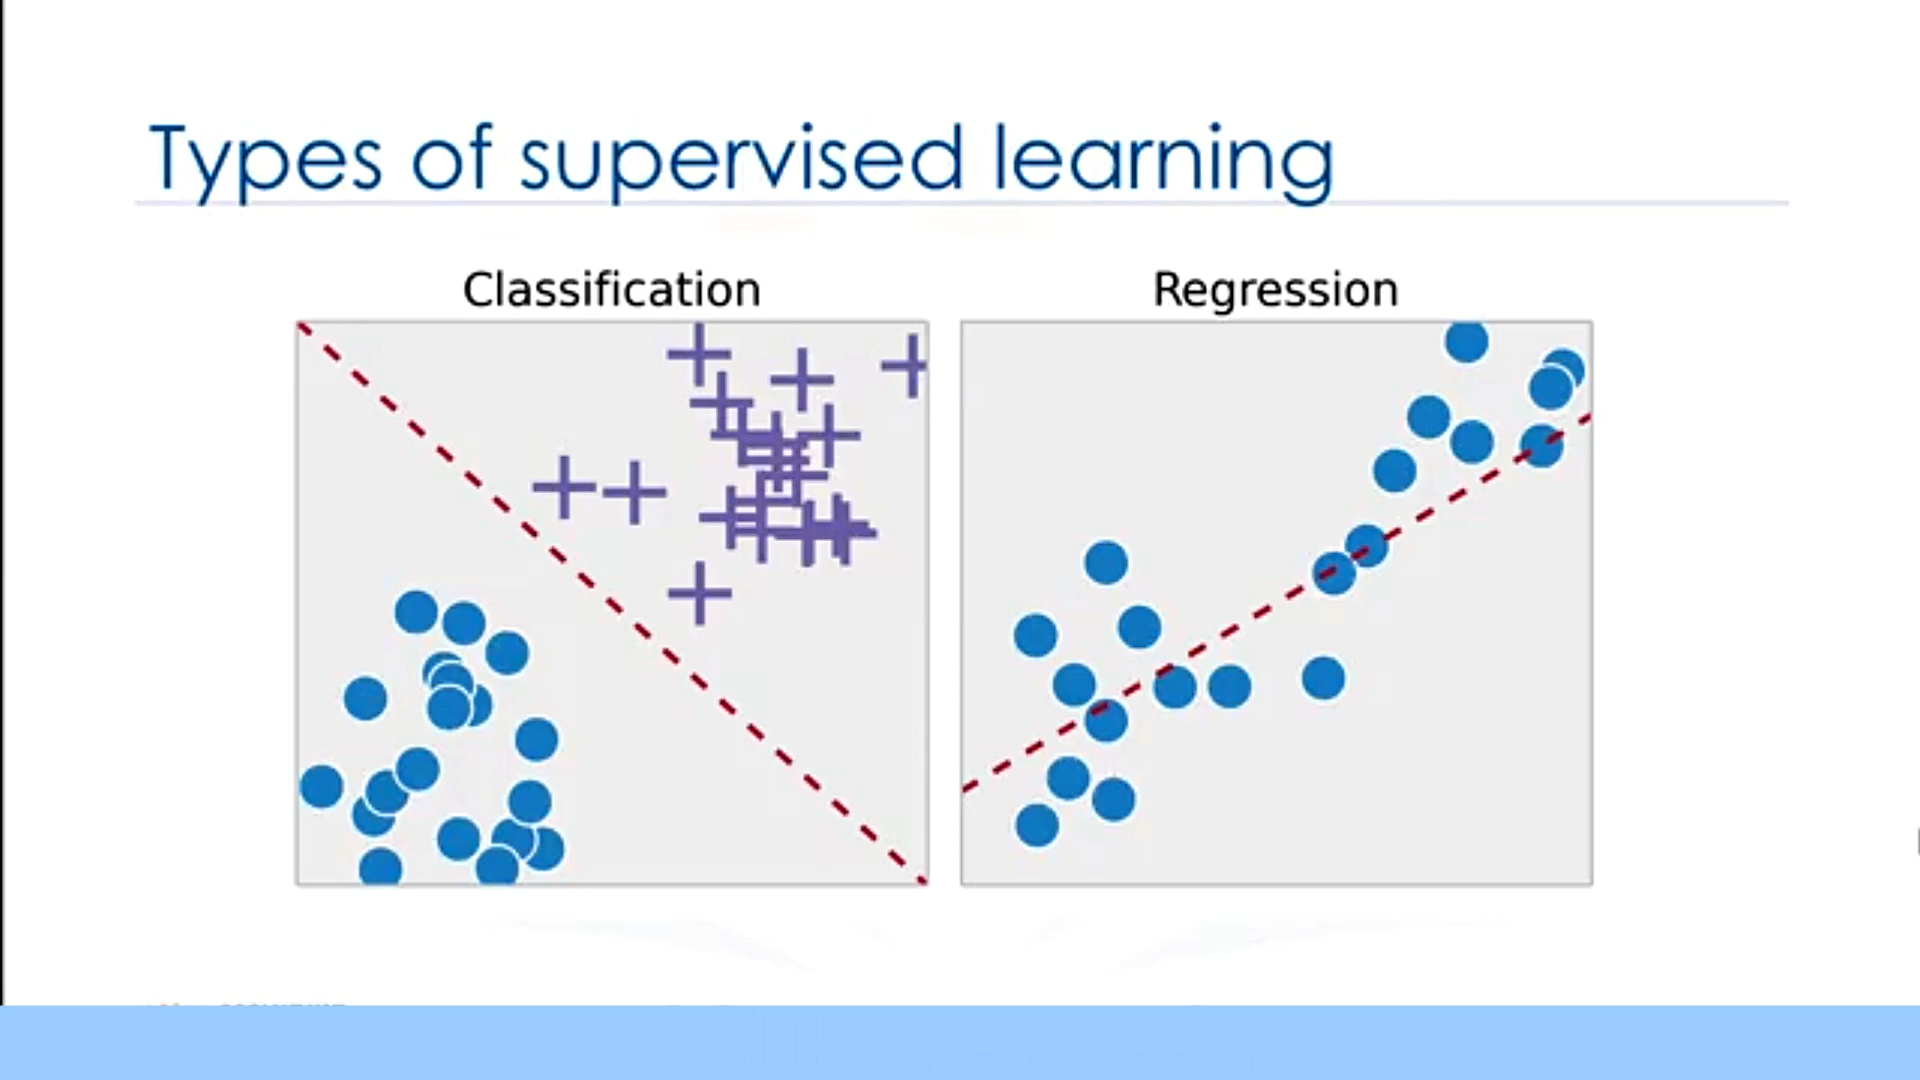 Types of supervised learning
Classification
Regression